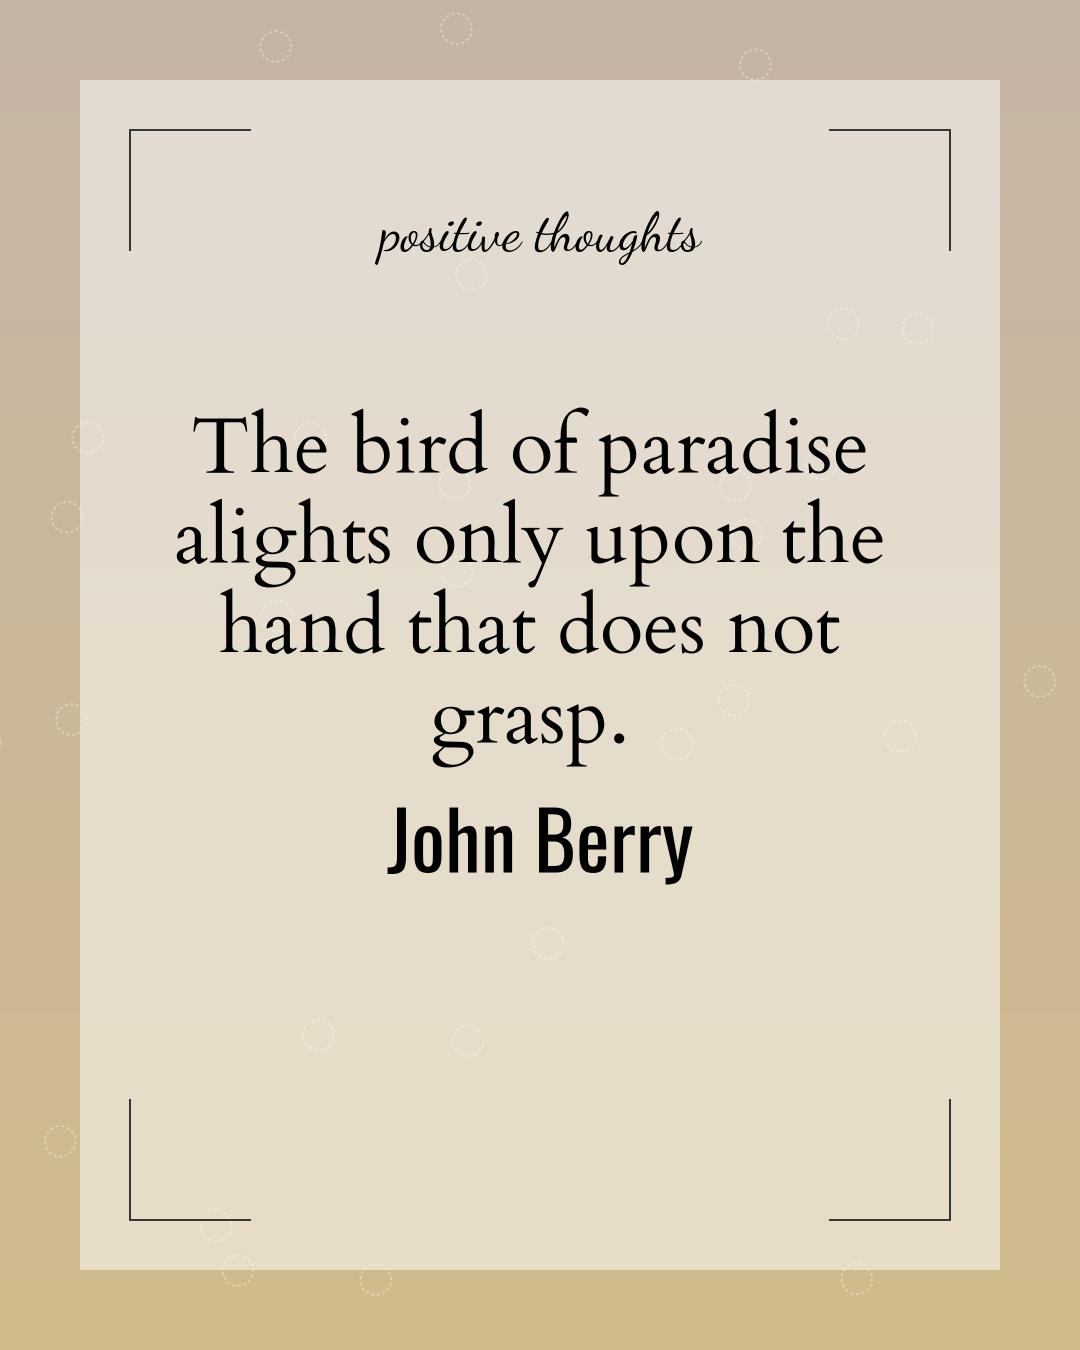 positive thoughts
The bird of paradise
alights only upon the
hand that does not
grasp.
John Berry